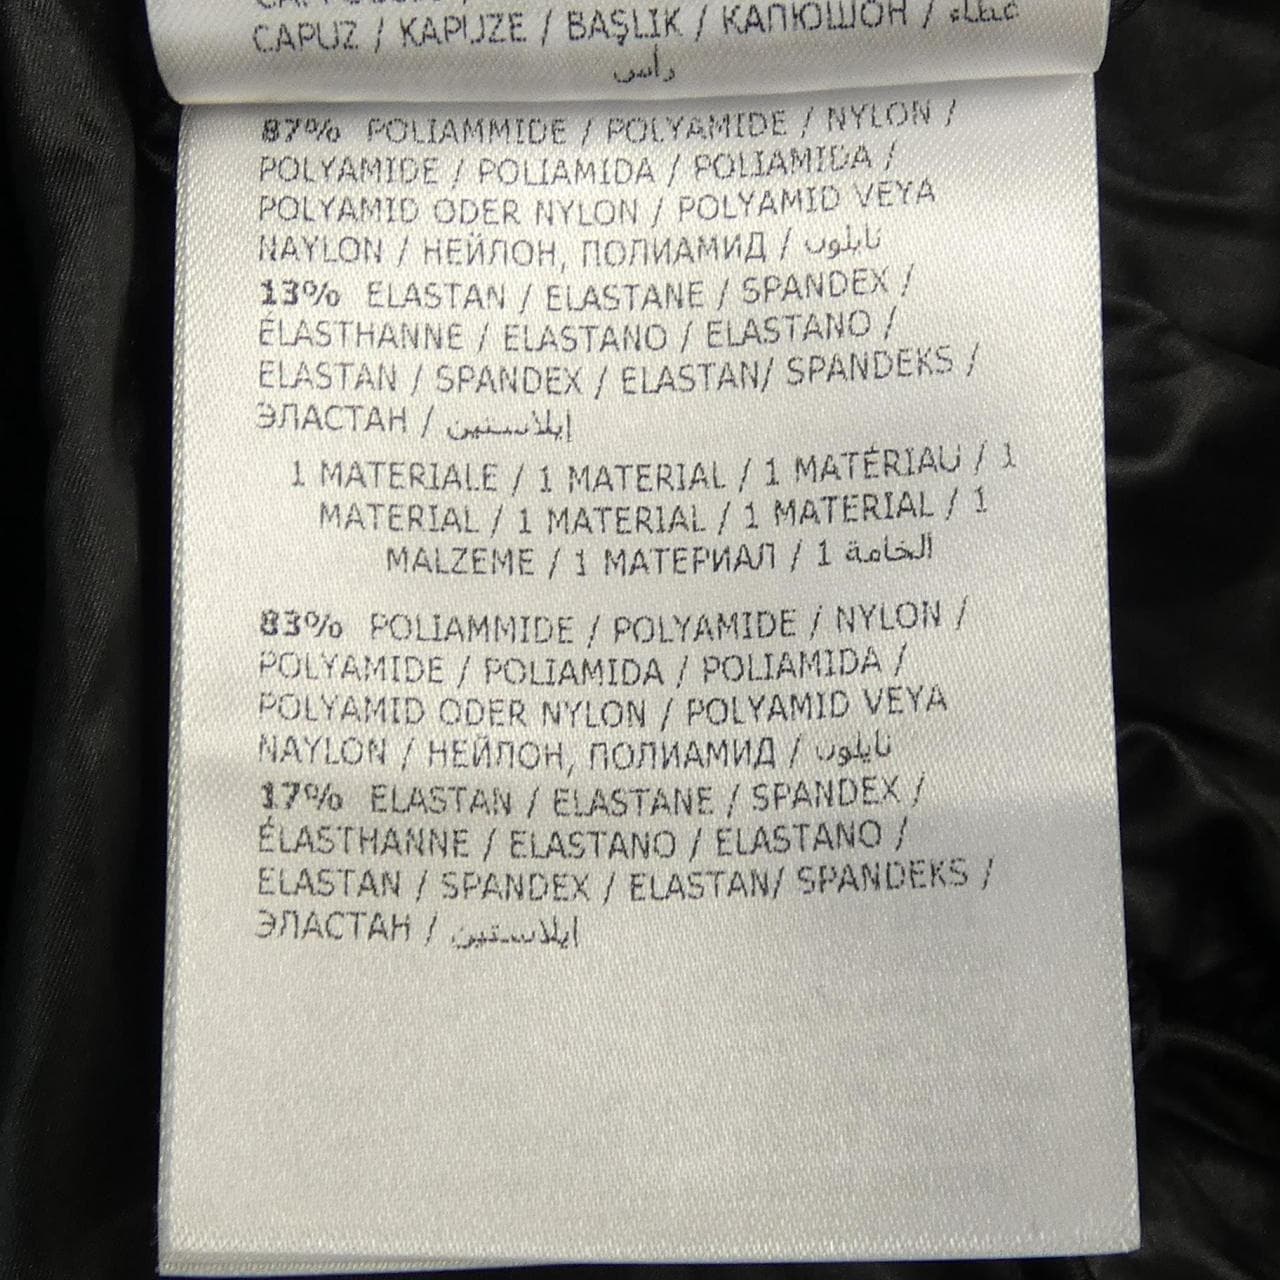 CAPUZ / KAPUZE / BAŞLIK / КАПЮШОН / غطاء
رأس
87% POLIAMMIDE / POLYAMIDE / NYLON /
POLYAMIDE / POLIAMIDA / POLIAMIDA /
POLYAMID ODER NYLON / POLYAMID VEYA
NAYLON / НЕЙЛОН, ПОЛИАМИД / نايلون
13% ELASTAN / ELASTANE / SPANDEX /
ÉLASTHANNE / ELASTANO / ELASTANO /
ELASTAN / SPANDEX / ELASTAN/ SPANDEKS /
ЭЛАСТАН / ايلاستين
1 MATERIALE / 1 MATERIAL / 1 MATÉRIAU / 1
MATERIAL / 1 MATERIAL / 1 MATERIAL / 1
MALZEME / 1 МАТЕРИАЛ / 1 الخامة
83% POLIAMMIDE / POLYAMIDE / NYLON /
POLYAMIDE / POLIAMIDA / POLIAMIDA /
POLYAMID ODER NYLON / POLYAMID VEYA
NAYLON / НЕЙЛОН, ПОЛИАМИД / نايلون
17% ELASTAN / ELASTANE / SPANDEX /
ÉLASTHANNE / ELASTANO / ELASTANO /
ELASTAN / SPANDEX / ELASTAN/ SPANDEKS /
ЭЛАСТАН / ايلاستين